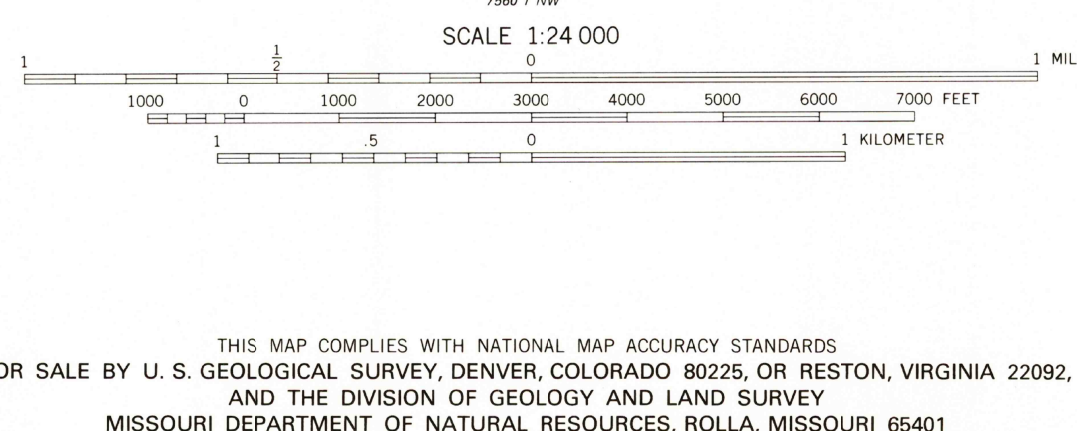 7560 I NW
SCALE 1:24 000
1 1/2 0 1 MIL
1000 0 1000 2000 3000 4000 5000 6000 7000 FEET
1 .5 0 1 KILOMETER
THIS MAP COMPLIES WITH NATIONAL MAP ACCURACY STANDARDS
OR SALE BY U. S. GEOLOGICAL SURVEY, DENVER, COLORADO 80225, OR RESTON, VIRGINIA 22092,
AND THE DIVISION OF GEOLOGY AND LAND SURVEY
MISSOURI DEPARTMENT OF NATURAL RESOURCES, ROLLA, MISSOURI 65401